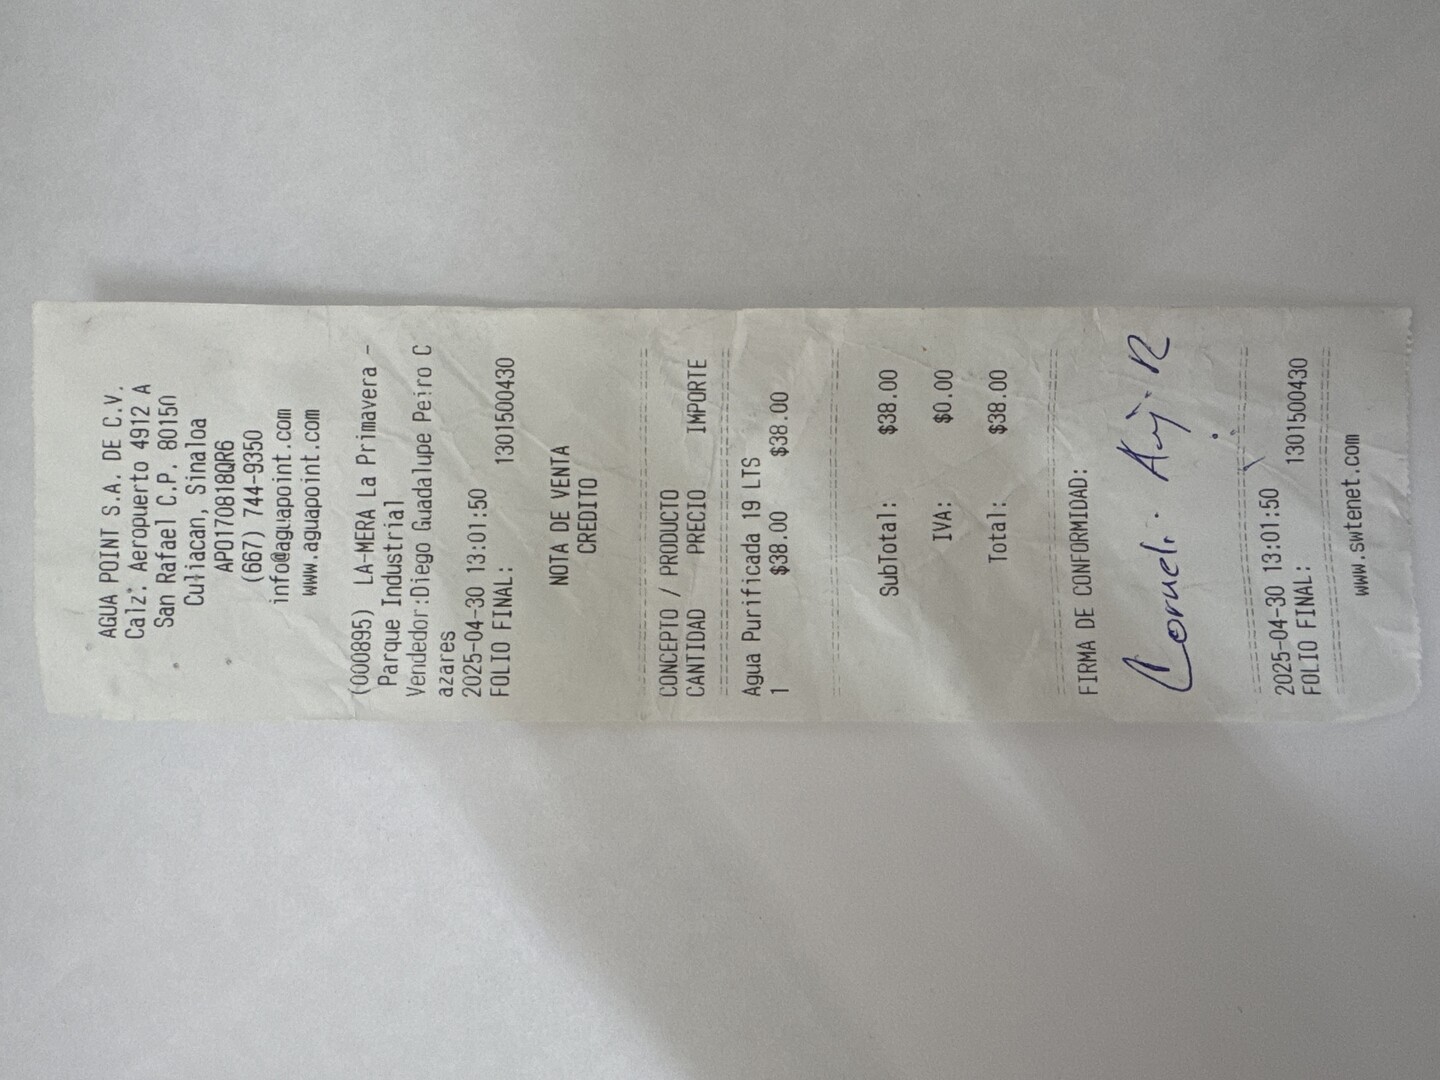 AGUA POINT S.A. DE C.V.
Calz. Aeropuerto 4912 A
San Rafael C.P. 80150
Culiacan, Sinaloa
APO170818QR6
(667) 744-9350
info@aguapoint.com
www.aguapoint.com
(000895) LA-MERA La Primavera -
Parque Industrial
Vendedor:Diego Guadalupe Peiro C
azares
2025-04-30 13:01:50
FOLIO FINAL: 1301500430
NOTA DE VENTA
CREDITO
CONCEPTO / PRODUCTO
CANTIDAD PRECIO IMPORTE
Agua Purificada 19 LTS
1 $38.00 $38.00
SubTotal: $38.00
IVA: $0.00
Total: $38.00
FIRMA DE CONFORMIDAD:
2025-04-30 13:01:50
FOLIO FINAL: 1301500430
www.swtenet.com